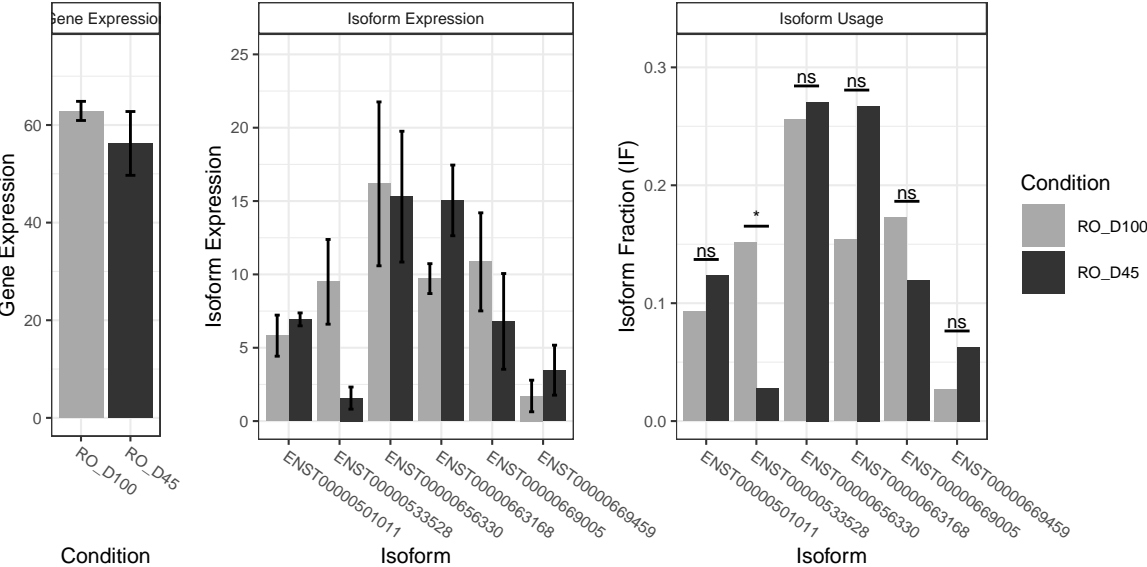 Gene Expression
Isoform Expression
Isoform Usage
Gene Expression
0
20
40
60
RO_D100
RO_D45
Condition
Isoform Expression
0
5
10
15
20
25
ENST00000501011
ENST00000533528
ENST00000656330
ENST00000663168
ENST00000669005
ENST00000669459
Isoform
Isoform Fraction (IF)
0.0
0.1
0.2
0.3
ns
*
ns
ns
ns
ns
ENST00000501011
ENST00000533528
ENST00000656330
ENST00000663168
ENST00000669005
ENST00000669459
Isoform
Condition
RO_D100
RO_D45